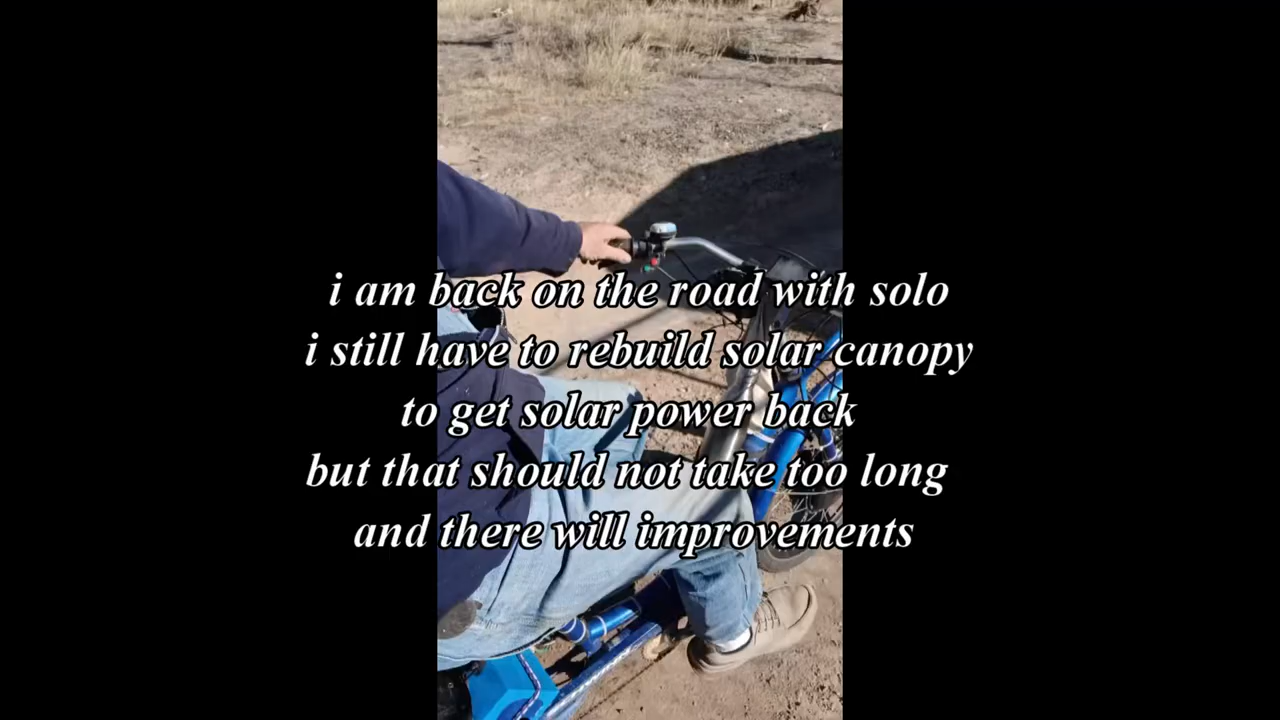 i am back on the road with solo
i still have to rebuild solar canopy
to get solar power back
but that should not take too long
and there will improvements